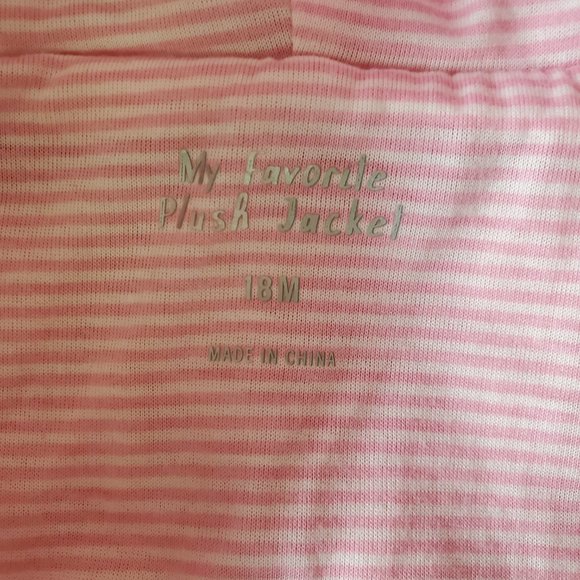 My favorite
Plush Jacket
18M
MADE IN CHINA